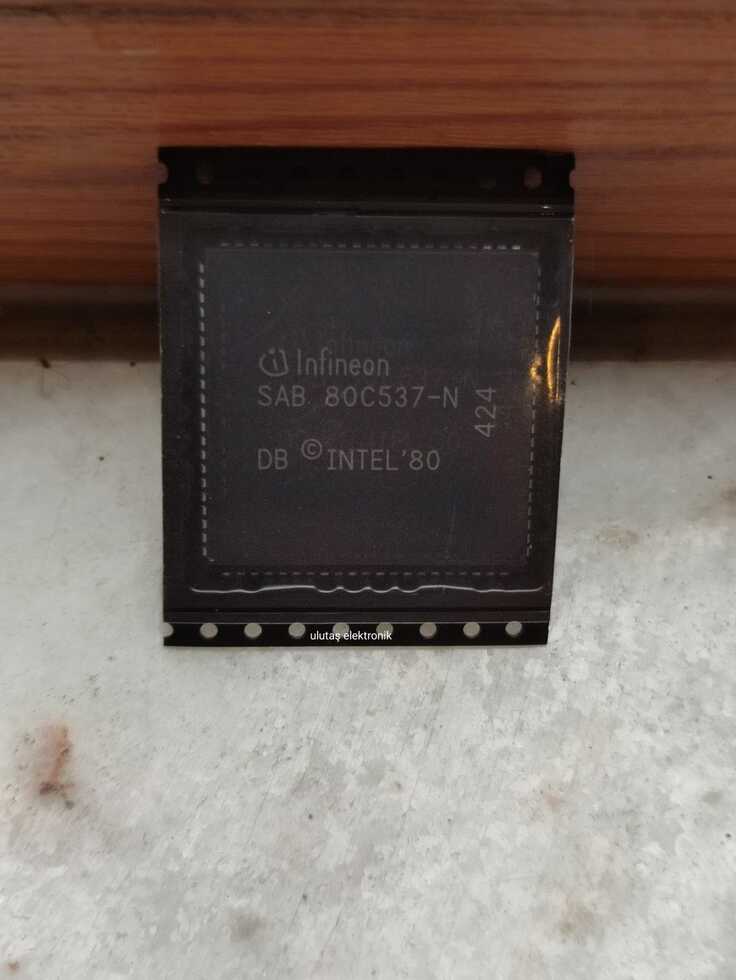 Infineon
SAB 80C537-N
424
DB ©INTEL'80
ulutaş elektronik